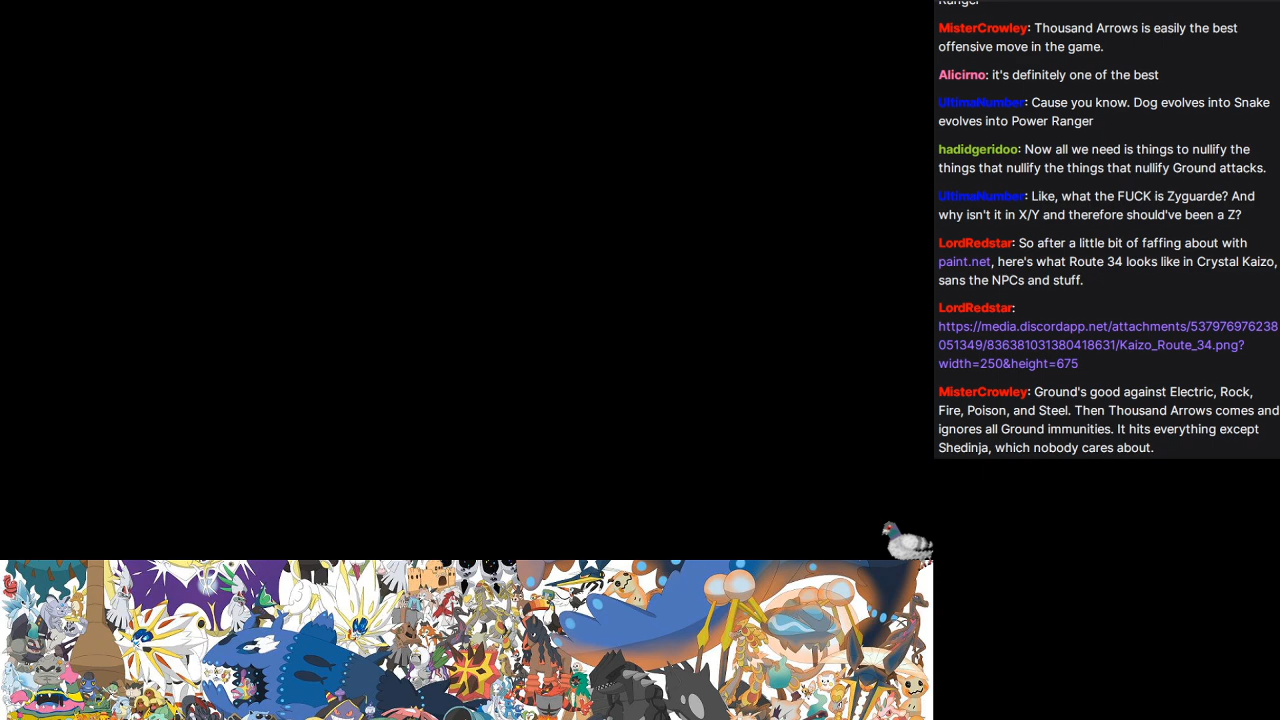 Ranger
MisterCrowley: Thousand Arrows is easily the best
offensive move in the game.
Alicirno: it's definitely one of the best
UltimaNumber: Cause you know. Dog evolves into Snake
evolves into Power Ranger
hadidgeridoo: Now all we need is things to nullify the
things that nullify the things that nullify Ground attacks.
UltimaNumber: Like, what the FUCK is Zyguarde? And
why isn't it in X/Y and therefore should've been a Z?
LordRedstar: So after a little bit of faffing about with
paint.net, here's what Route 34 looks like in Crystal Kaizo,
sans the NPCs and stuff.
LordRedstar:
https://media.discordapp.net/attachments/537976976238
051349/836381031380418631/Kaizo_Route_34.png?
width=250&height=675
MisterCrowley: Ground's good against Electric, Rock,
Fire, Poison, and Steel. Then Thousand Arrows comes and
ignores all Ground immunities. It hits everything except
Shedinja, which nobody cares about.